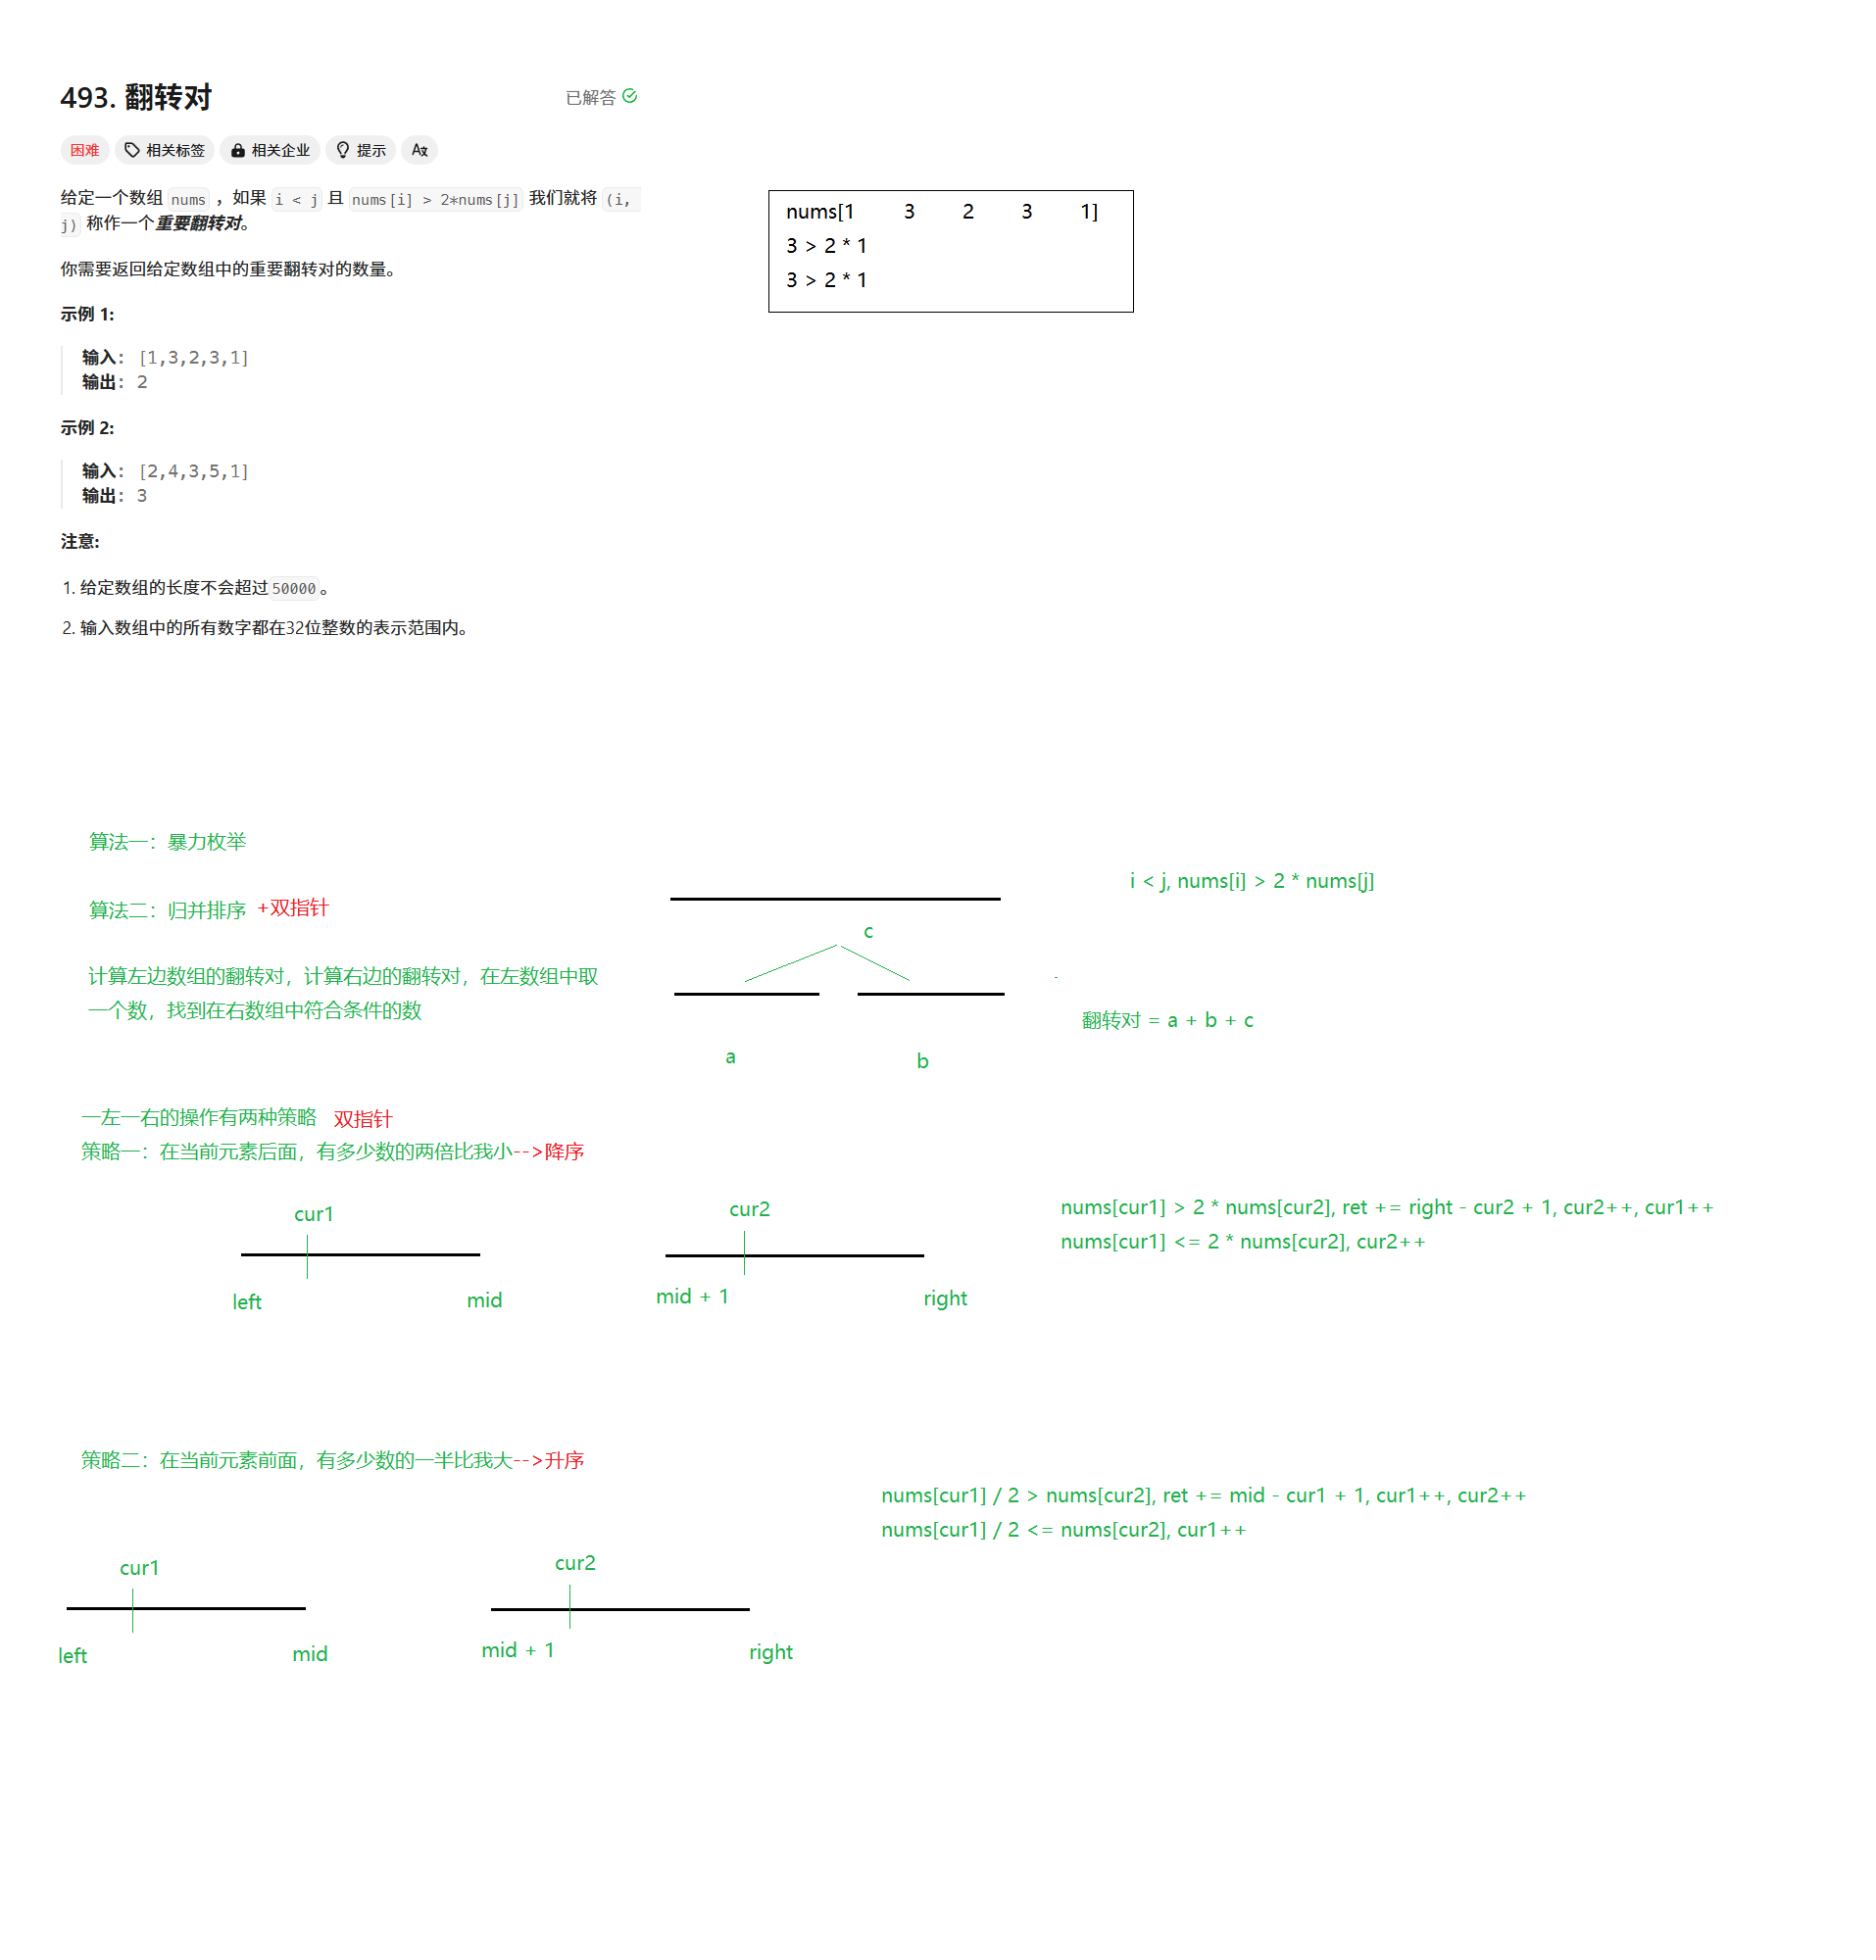 493. 翻转对
已解答
困难 相关标签 相关企业 提示
给定一个数组 nums ，如果 i < j 且 nums[i] > 2*nums[j] 我们就将 (i,
j) 称作一个重要翻转对。
你需要返回给定数组中的重要翻转对的数量。
示例 1:
输入: [1,3,2,3,1]
输出: 2
示例 2:
输入: [2,4,3,5,1]
输出: 3
注意:
1. 给定数组的长度不会超过50000。
2. 输入数组中的所有数字都在32位整数的表示范围内。
nums[1 3 2 3 1]
3 > 2 * 1
3 > 2 * 1
算法一：暴力枚举
算法二：归并排序 +双指针
计算左边数组的翻转对，计算右边的翻转对，在左数组中取
一个数，找到在右数组中符合条件的数
c
a
b
i < j, nums[i] > 2 * nums[j]
-
翻转对 = a + b + c
一左一右的操作有两种策略 双指针
策略一：在当前元素后面，有多少数的两倍比我小-->降序
cur1
cur2
left
mid
mid + 1
right
nums[cur1] > 2 * nums[cur2], ret += right - cur2 + 1, cur2++, cur1++
nums[cur1] <= 2 * nums[cur2], cur2++
策略二：在当前元素前面，有多少数的一半比我大-->升序
nums[cur1] / 2 > nums[cur2], ret += mid - cur1 + 1, cur1++, cur2++
nums[cur1] / 2 <= nums[cur2], cur1++
cur1
cur2
left
mid
mid + 1
right